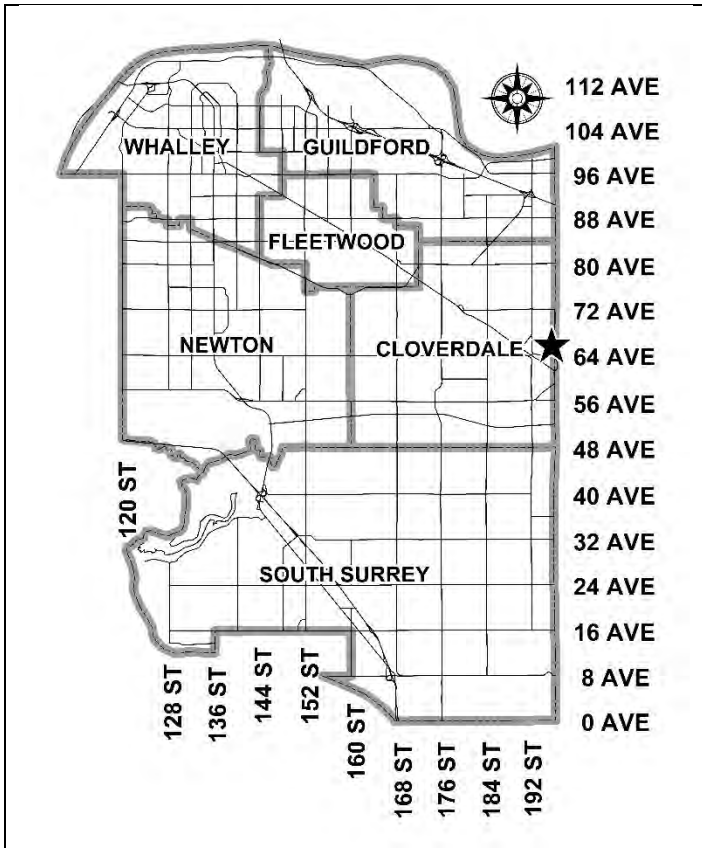 112 AVE
104 AVE
WHALLEY
GUILDFORD
96 AVE
88 AVE
FLEETWOOD
80 AVE
72 AVE
NEWTON
CLOVERDALE
64 AVE
56 AVE
48 AVE
120 ST
40 AVE
32 AVE
SOUTH SURREY
24 AVE
16 AVE
128 ST
136 ST
144 ST
152 ST
160 ST
8 AVE
0 AVE
168 ST
176 ST
184 ST
192 ST